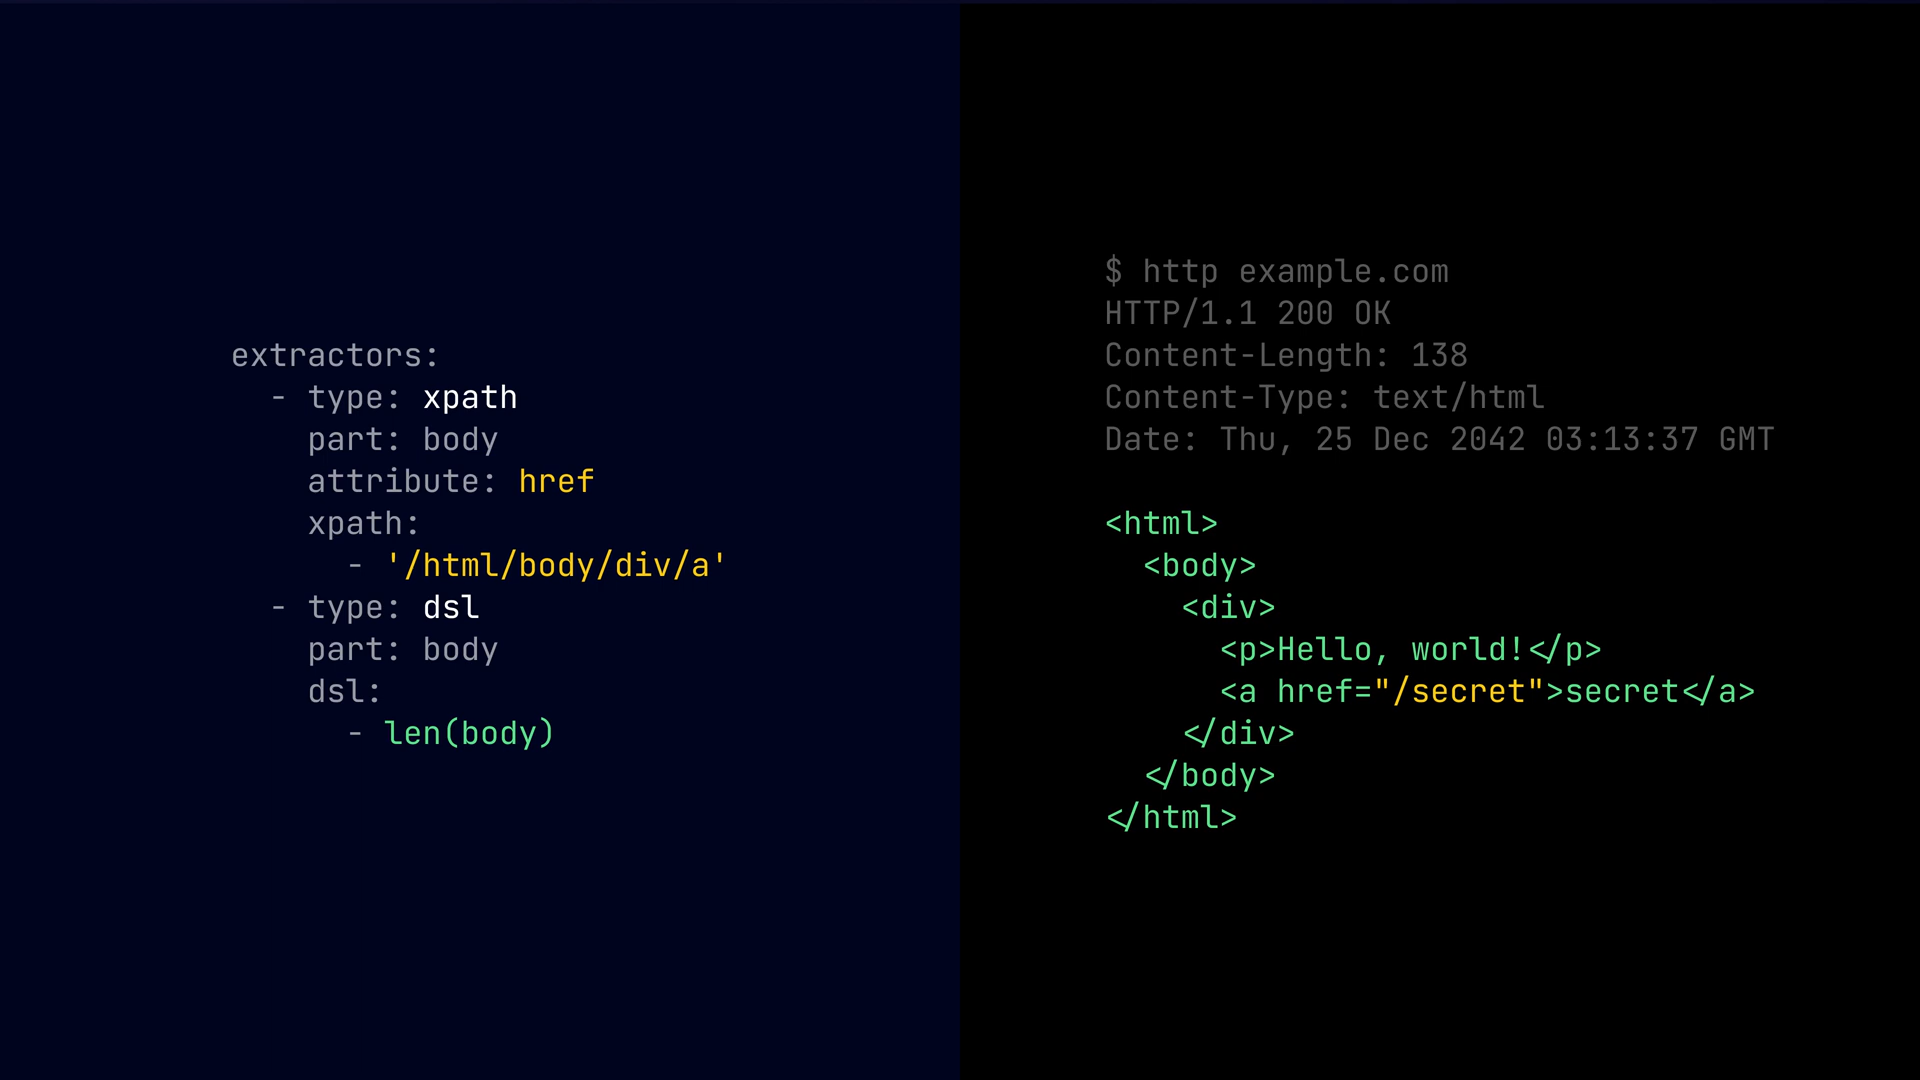 extractors:
  - type: xpath
    part: body
    attribute: href
    xpath:
      - '/html/body/div/a'
  - type: dsl
    part: body
    dsl:
      - len(body)
$ http example.com
HTTP/1.1 200 OK
Content-Length: 138
Content-Type: text/html
Date: Thu, 25 Dec 2042 03:13:37 GMT

<html>
  <body>
    <div>
      <p>Hello, world!</p>
      <a href="/secret">secret</a>
    </div>
  </body>
</html>